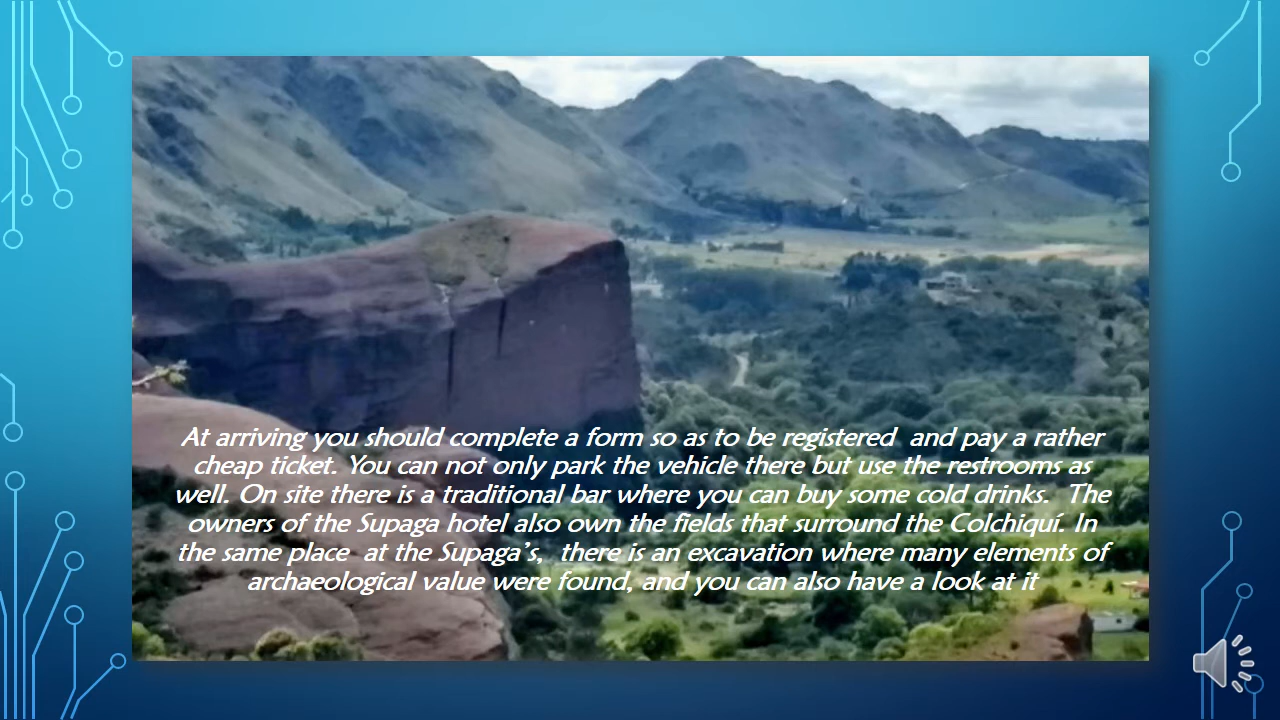 At arriving you should complete a form so as to be registered  and pay a rather
cheap ticket. You can not only park the vehicle there but use the restrooms as
well. On site there is a traditional bar where you can buy some cold drinks.  The
owners of the Supaga hotel also own the fields that surround the Colchiquí. In
the same place  at the Supaga’s,  there is an excavation where many elements of
archaeological value were found, and you can also have a look at it